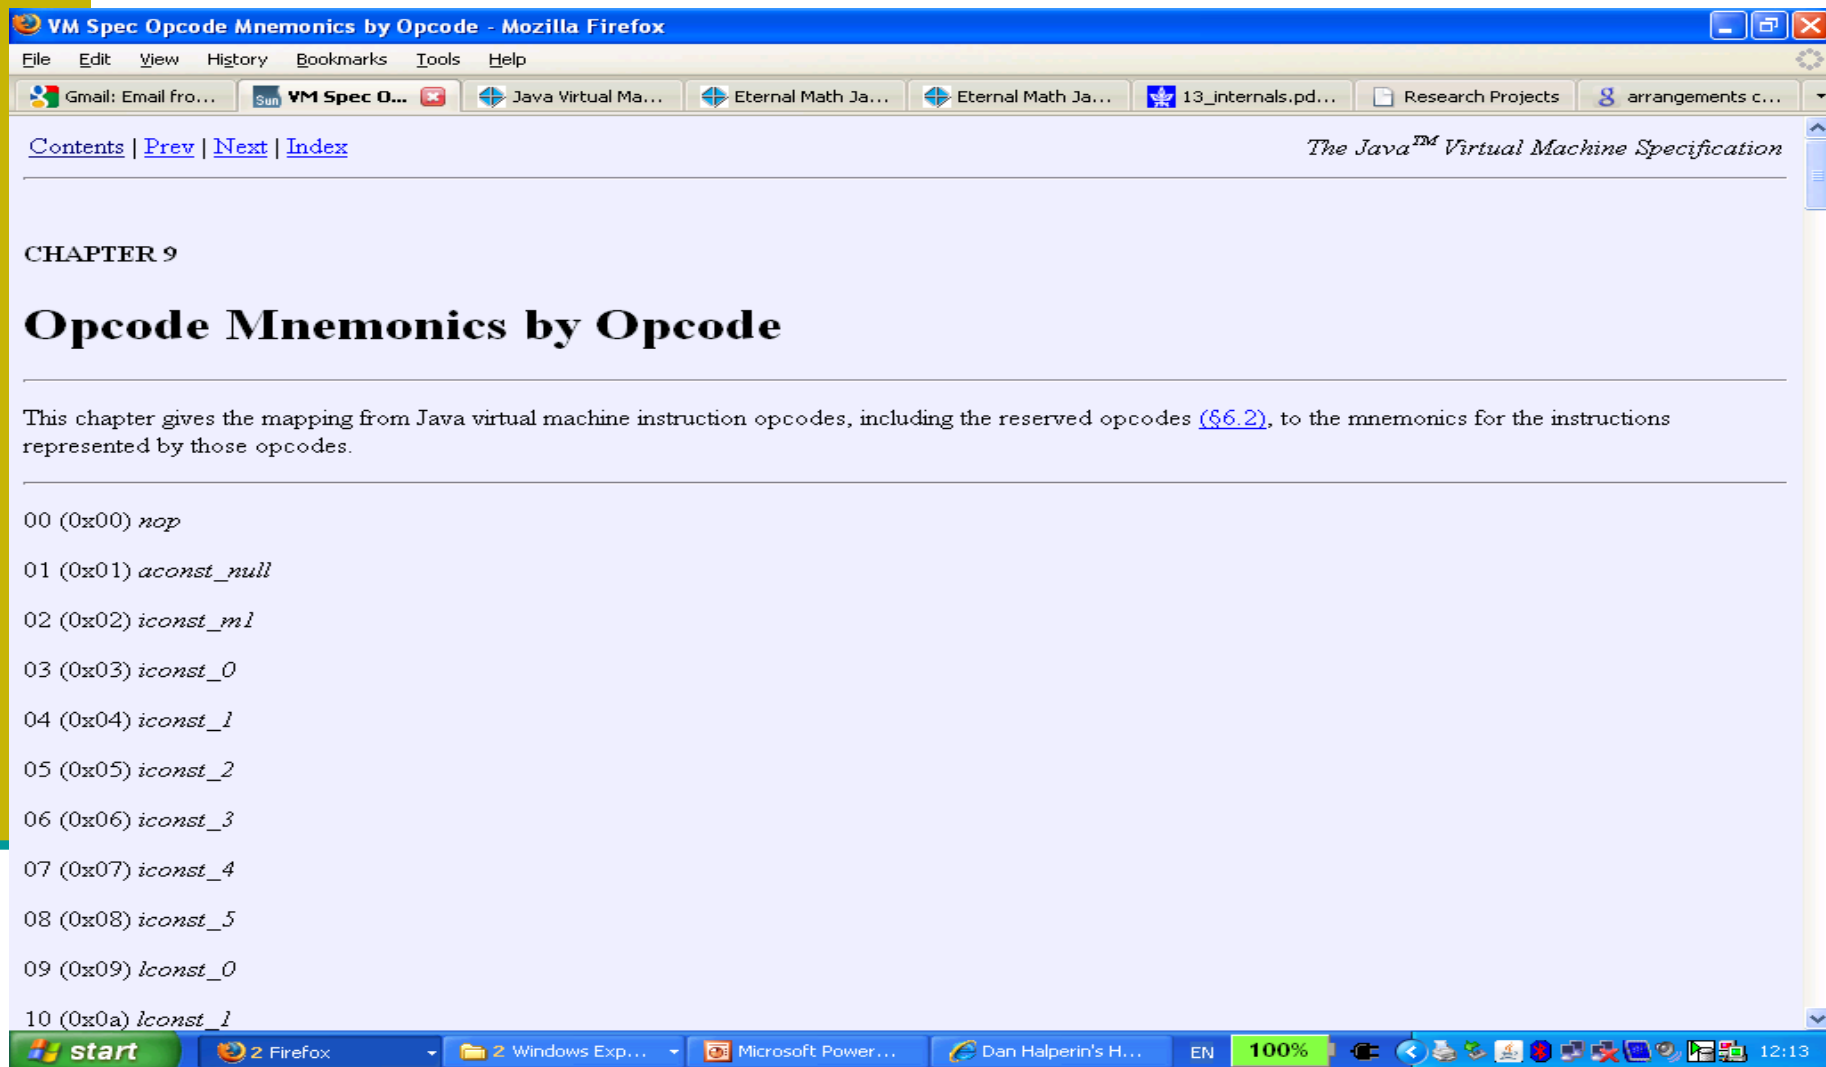 VM Spec Opcode Mnemonics by Opcode - Mozilla Firefox
File Edit View History Bookmarks Tools Help
Gmail: Email fro... Sun VM Spec O... Java Virtual Ma... Eternal Math Ja... Eternal Math Ja... 13_internals.pd... Research Projects g arrangements c...
Contents | Prev | Next | Index The Java™ Virtual Machine Specification
CHAPTER 9
Opcode Mnemonics by Opcode
This chapter gives the mapping from Java virtual machine instruction opcodes, including the reserved opcodes (§6.2), to the mnemonics for the instructions
represented by those opcodes.
00 (0x00) nop
01 (0x01) aconst_null
02 (0x02) iconst_m1
03 (0x03) iconst_0
04 (0x04) iconst_1
05 (0x05) iconst_2
06 (0x06) iconst_3
07 (0x07) iconst_4
08 (0x08) iconst_5
09 (0x09) lconst_0
10 (0x0a) lconst_1
start 2 Firefox 2 Windows Exp... Microsoft Power... Dan Halperin's H... EN 100% 12:13